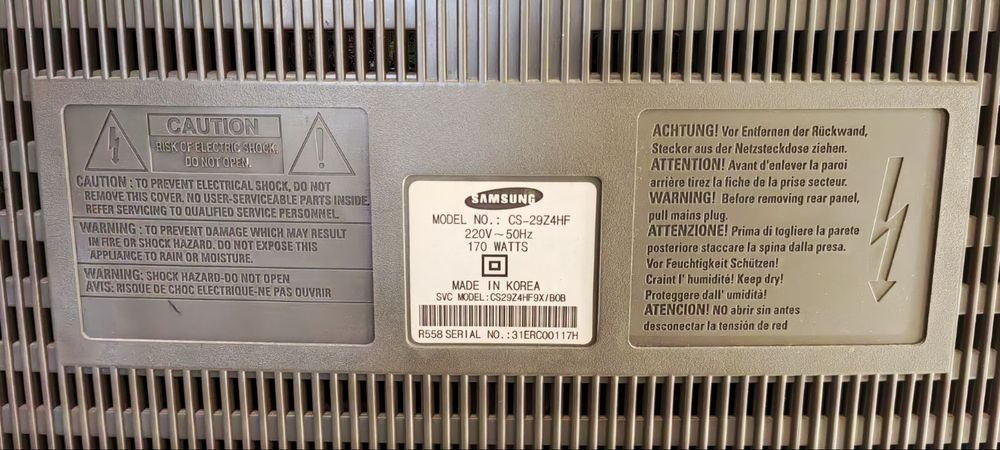 CAUTION
RISK OF ELECTRIC SHOCK.
DO NOT OPEN.
CAUTION : TO PREVENT ELECTRICAL SHOCK, DO NOT
REMOVE THIS COVER. NO USER-SERVICEABLE PARTS INSIDE.
REFER SERVICING TO QUALIFIED SERVICE PERSONNEL.
WARNING : TO PREVENT DAMAGE WHICH MAY RESULT
IN FIRE OR SHOCK HAZARD. DO NOT EXPOSE THIS
APPLIANCE TO RAIN OR MOISTURE.
WARNING: SHOCK HAZARD-DO NOT OPEN
AVIS: RISQUE DE CHOC ELECTRIQUE-NE PAS OUVRIR
SAMSUNG
MODEL NO.: CS-29Z4HF
220V~50Hz
170 WATTS
MADE IN KOREA
SVC MODEL:CS29Z4HF9X/BOB
R558 SERIAL NO.:31ERC00117H
ACHTUNG! Vor Entfernen der Rückwand,
Stecker aus der Netzsteckdose ziehen.
ATTENTION! Avant d'enlever la paroi
arrière tirez la fiche de la prise secteur.
WARNING! Before removing rear panel,
pull mains plug.
ATTENZIONE! Prima di togliere la parete
posteriore staccare la spina dalla presa.
Vor Feuchtigkeit Schützen!
Craint l' humidité! Keep dry!
Proteggere dall' umidità!
ATENCION! NO abrir sin antes
desconectar la tensión de red